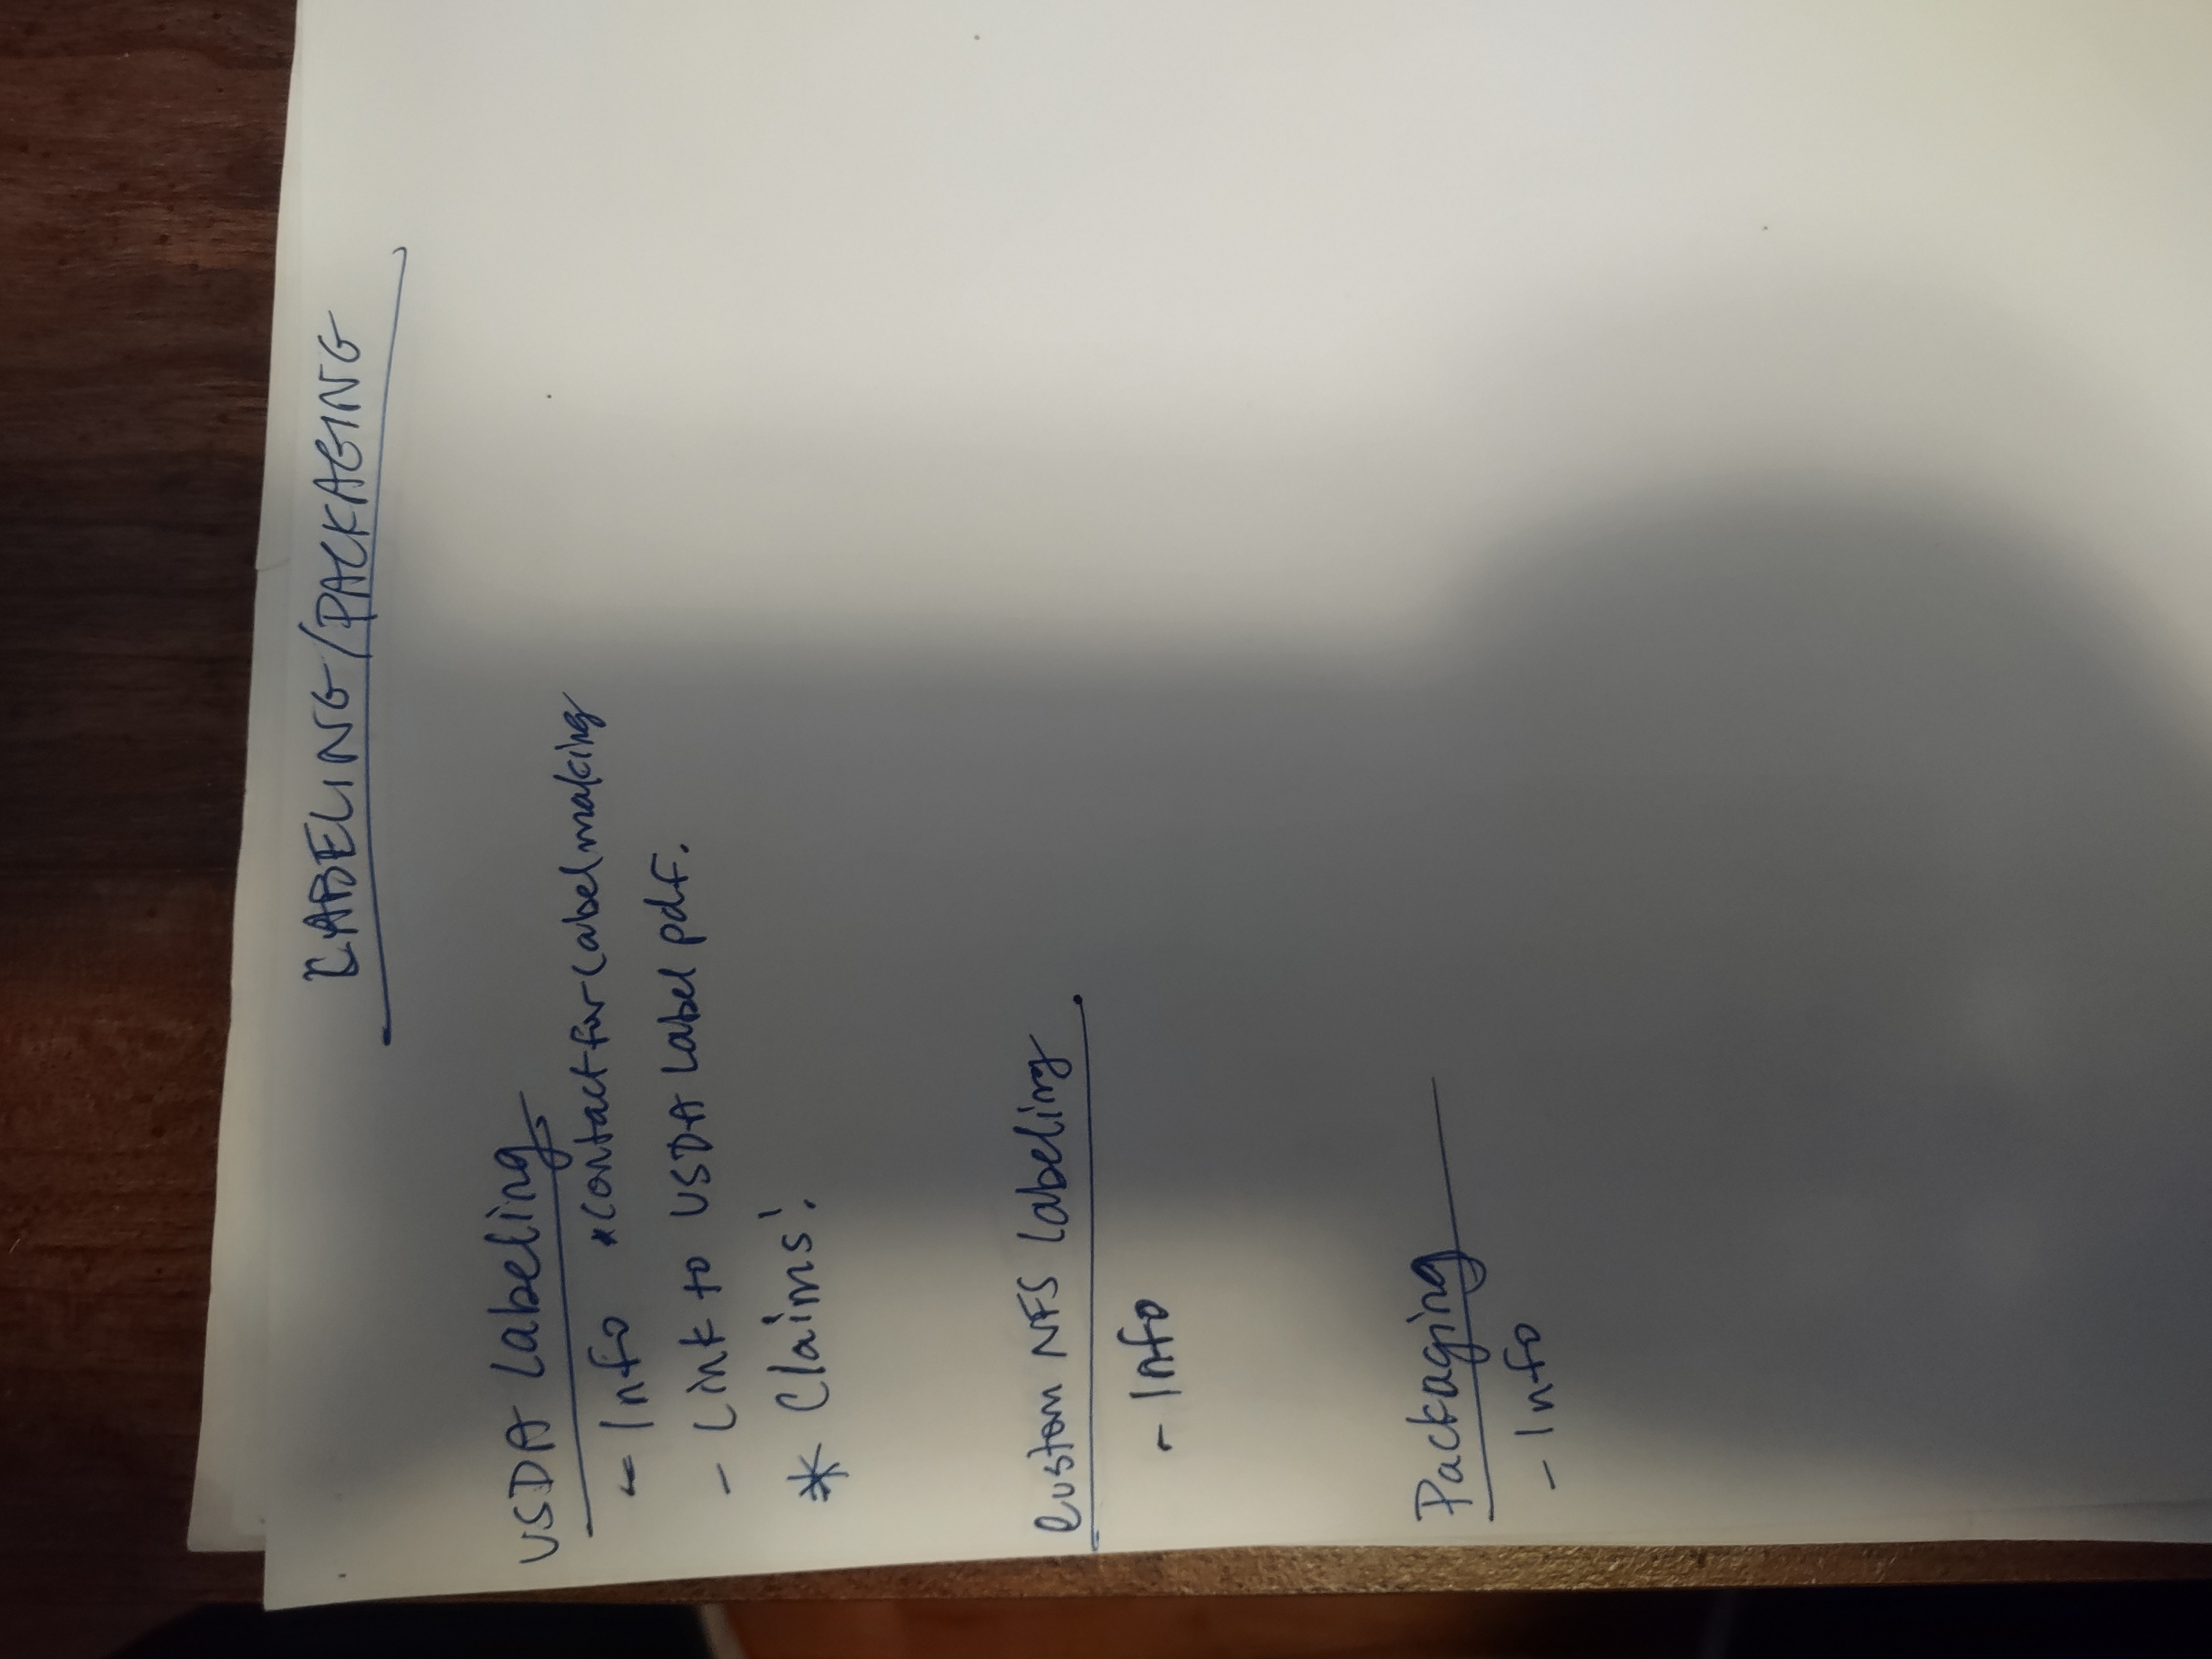 LABELING/PACKAGING
USDA Labeling
- Info *Contact for Label making
- Link to USDA Label pdf.
* Claims!
Custom NFS Labeling
- Info
Packaging
- Info